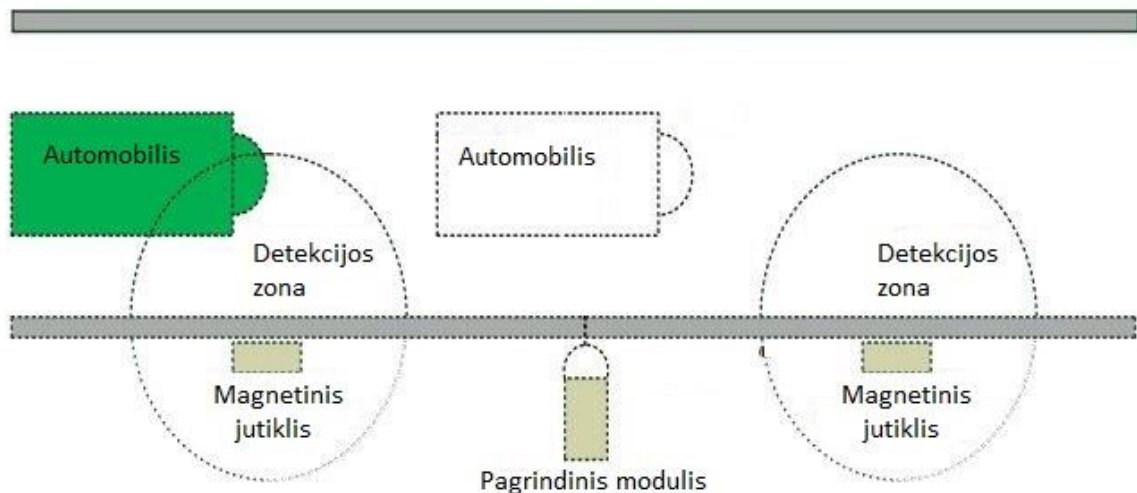 Automobilis
Automobilis
Detekcijos
zona
Detekcijos
zona
Magnetinis
jutiklis
Magnetinis
jutiklis
Pagrindinis modulis